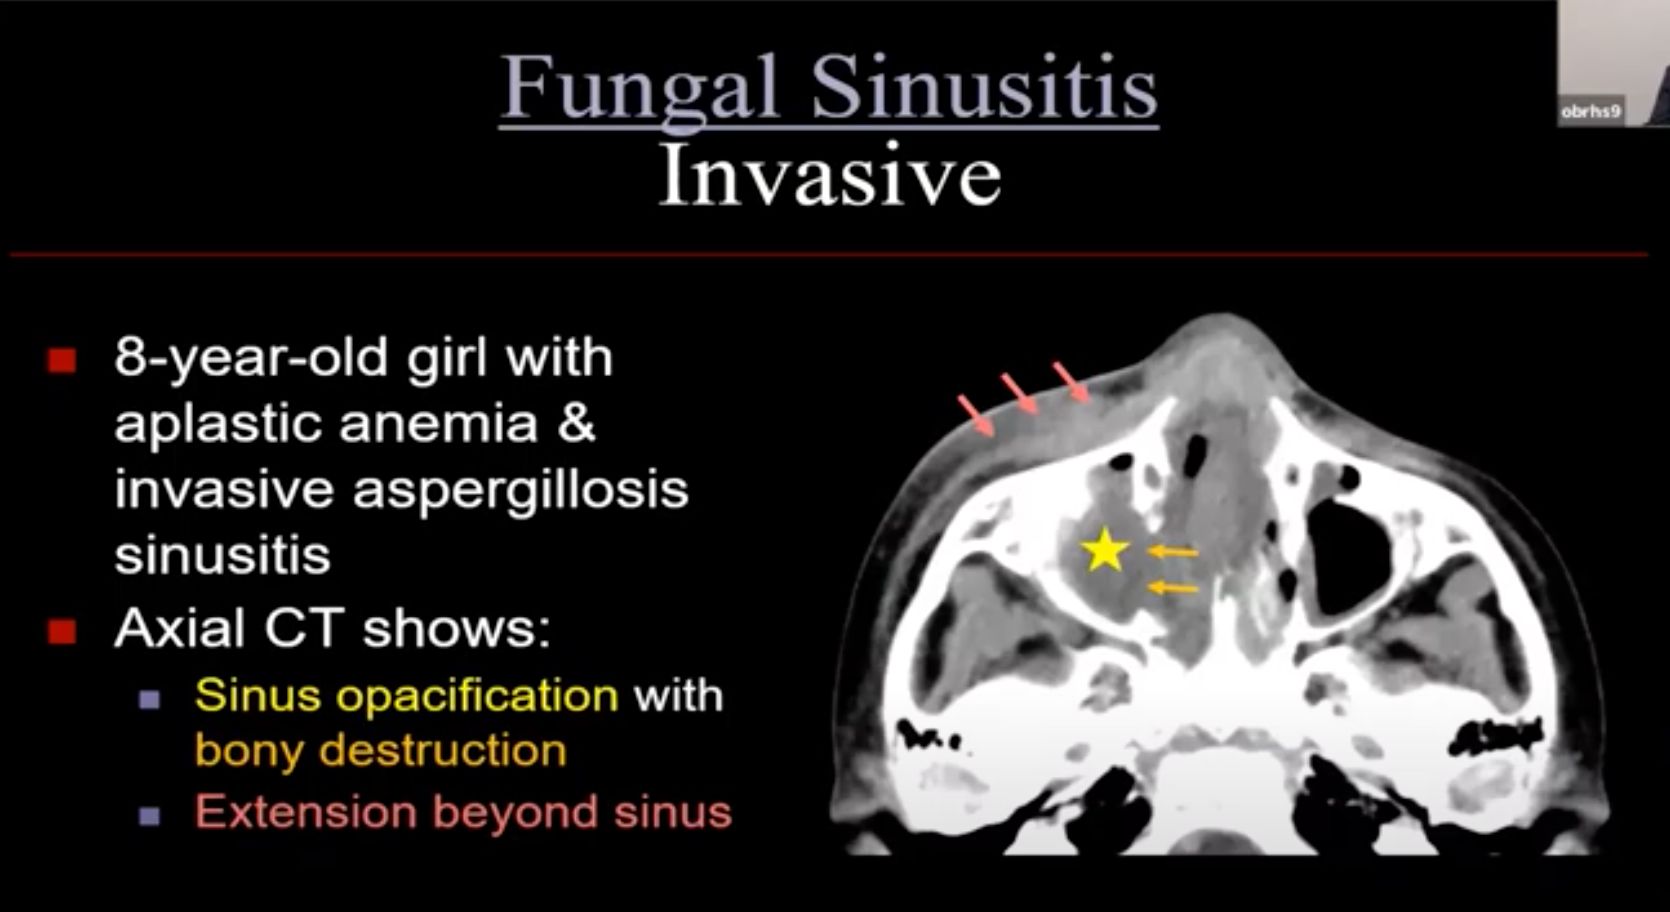 Fungal Sinusitis
Invasive
obrhs9
8-year-old girl with
aplastic anemia &
invasive aspergillosis
sinusitis
Axial CT shows:
Sinus opacification with
bony destruction
Extension beyond sinus